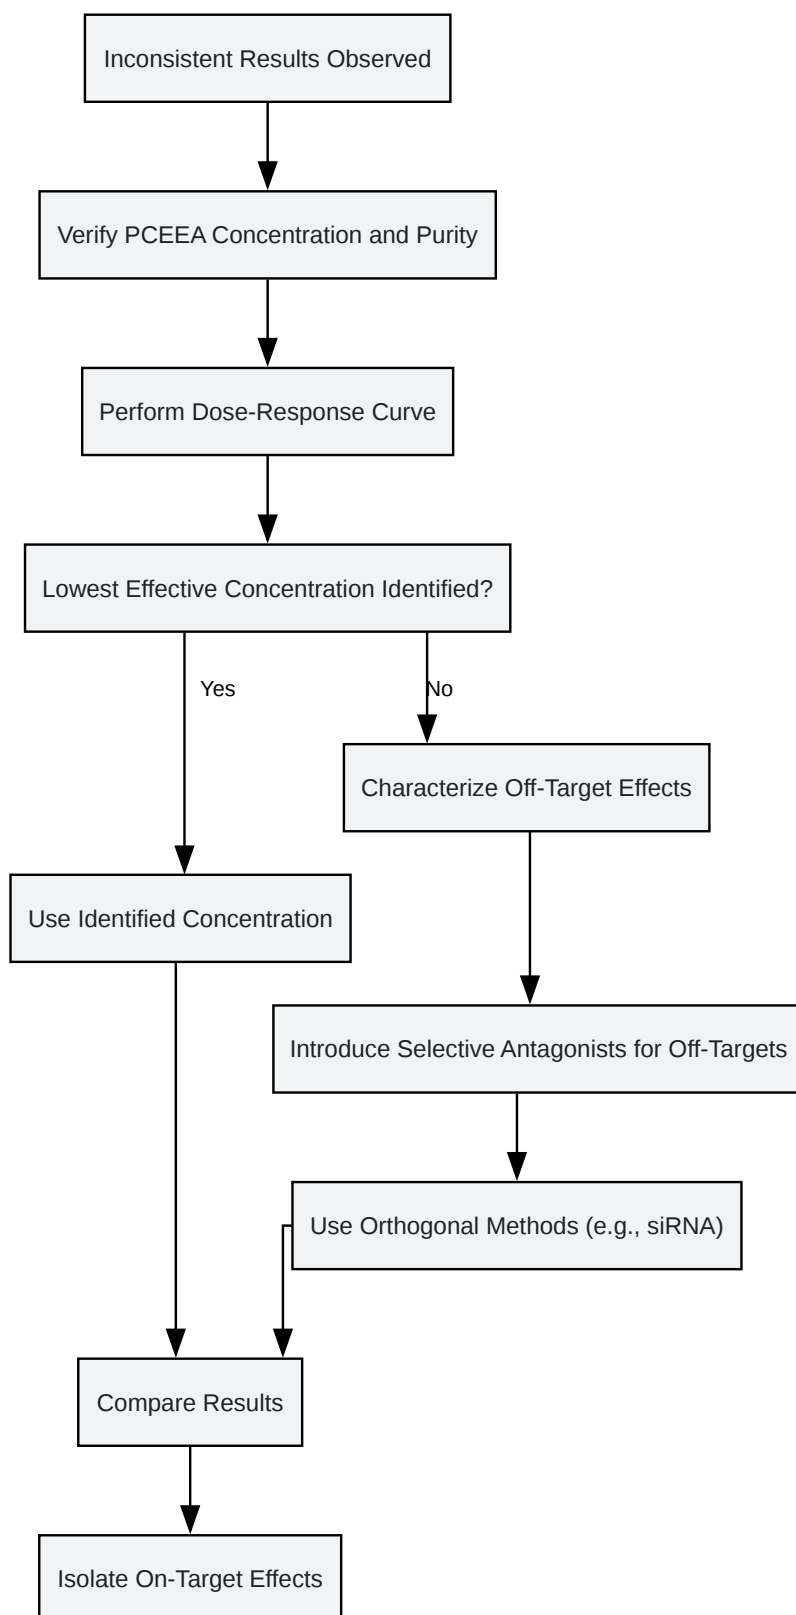 Inconsistent Results Observed
Verify PCEEA Concentration and Purity
Perform Dose-Response Curve
Lowest Effective Concentration Identified?
Yes
No
Characterize Off-Target Effects
Use Identified Concentration
Introduce Selective Antagonists for Off-Targets
Use Orthogonal Methods (e.g., siRNA)
Compare Results
Isolate On-Target Effects